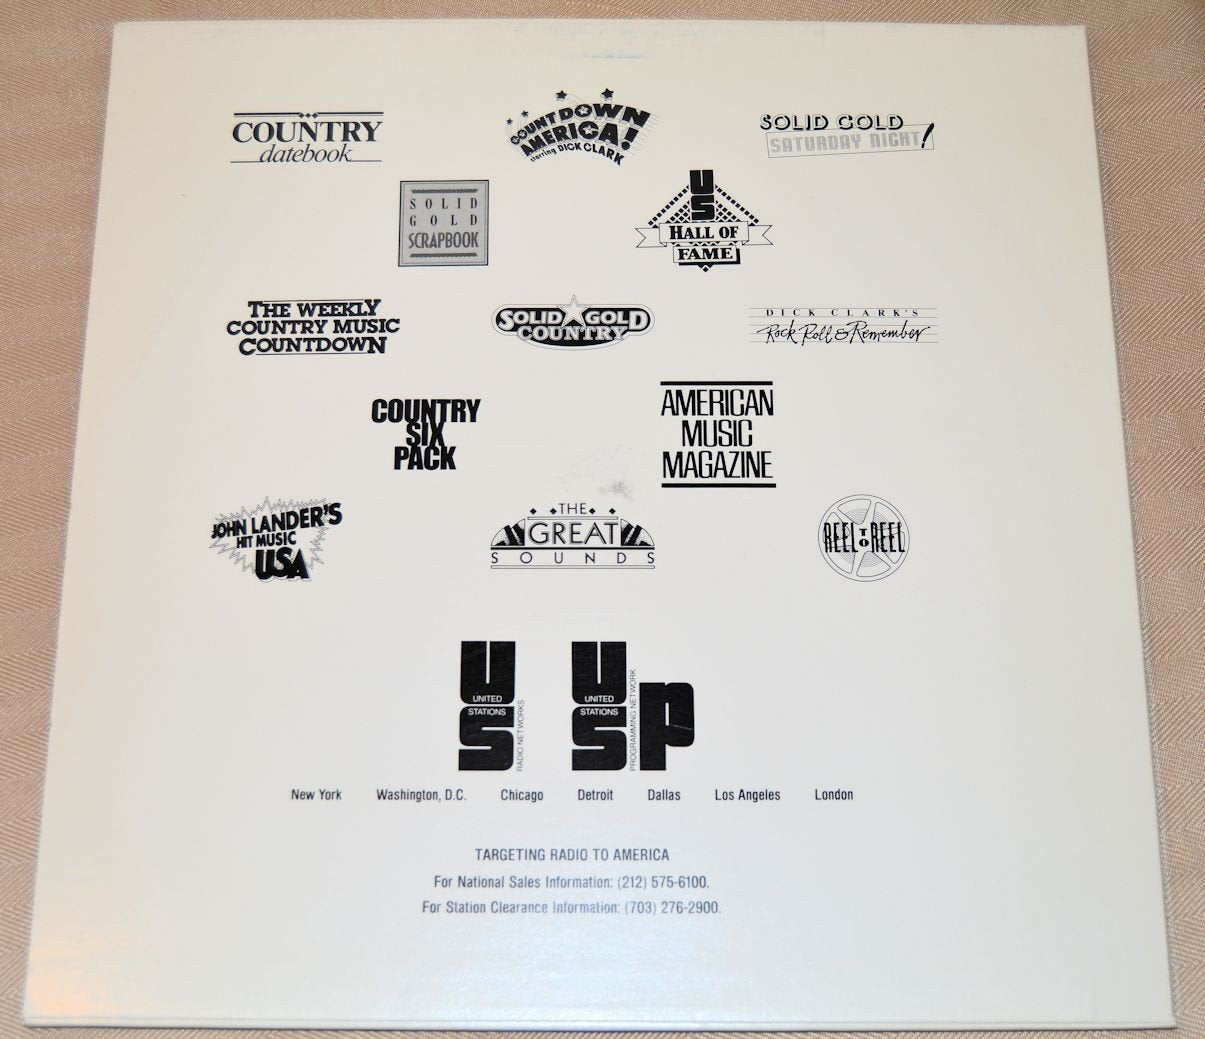 COUNTRY
datebook
COUNTDOWN
AMERICA!
starring DICK CLARK
SOLID GOLD
SATURDAY NIGHT!
SOLID
GOLD
SCRAPBOOK
US
HALL OF
FAME
THE WEEKLY
COUNTRY MUSIC
COUNTDOWN
SOLID GOLD
COUNTRY
DICK CLARK'S
Rock Roll & Remember
COUNTRY
SIX
PACK
AMERICAN
MUSIC
MAGAZINE
JOHN LANDER'S
HIT MUSIC
USA
THE
GREAT
SOUNDS
REEL TO REEL
US
UNITED
STATIONS
RADIO NETWORKS
USP
UNITED
STATIONS
PROGRAMMING NETWORK
New York Washington, D.C. Chicago Detroit Dallas Los Angeles London
TARGETING RADIO TO AMERICA
For National Sales Information: (212) 575-6100.
For Station Clearance Information: (703) 276-2900.